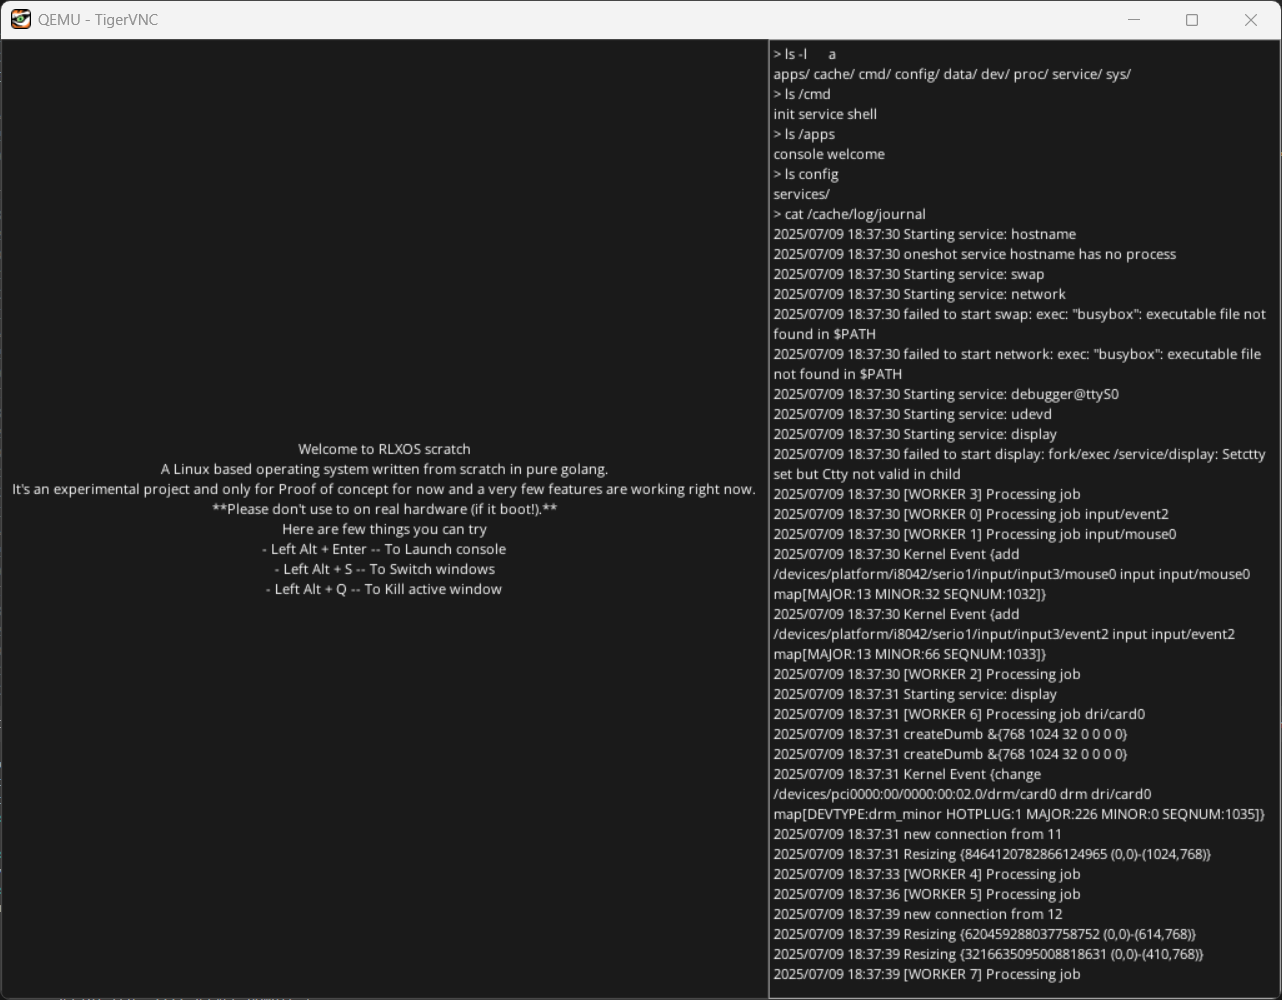 QEMU - TigerVNC
Welcome to RLXOS scratch
A Linux based operating system written from scratch in pure golang.
It's an experimental project and only for Proof of concept for now and a very few features are working right now.
**Please don't use to on real hardware (if it boot!).**
Here are few things you can try
- Left Alt + Enter -- To Launch console
- Left Alt + S -- To Switch windows
- Left Alt + Q -- To Kill active window
> ls -l      a
apps/ cache/ cmd/ config/ data/ dev/ proc/ service/ sys/
> ls /cmd
init service shell
> ls /apps
console welcome
> ls config
services/
> cat /cache/log/journal
2025/07/09 18:37:30 Starting service: hostname
2025/07/09 18:37:30 oneshot service hostname has no process
2025/07/09 18:37:30 Starting service: swap
2025/07/09 18:37:30 Starting service: network
2025/07/09 18:37:30 failed to start swap: exec: "busybox": executable file not
found in $PATH
2025/07/09 18:37:30 failed to start network: exec: "busybox": executable file
not found in $PATH
2025/07/09 18:37:30 Starting service: debugger@ttyS0
2025/07/09 18:37:30 Starting service: udevd
2025/07/09 18:37:30 Starting service: display
2025/07/09 18:37:30 failed to start display: fork/exec /service/display: Setctty
set but Ctty not valid in child
2025/07/09 18:37:30 [WORKER 3] Processing job
2025/07/09 18:37:30 [WORKER 0] Processing job input/event2
2025/07/09 18:37:30 [WORKER 1] Processing job input/mouse0
2025/07/09 18:37:30 Kernel Event {add
/devices/platform/i8042/serio1/input/input3/mouse0 input input/mouse0
map[MAJOR:13 MINOR:32 SEQNUM:1032]}
2025/07/09 18:37:30 Kernel Event {add
/devices/platform/i8042/serio1/input/input3/event2 input input/event2
map[MAJOR:13 MINOR:66 SEQNUM:1033]}
2025/07/09 18:37:30 [WORKER 2] Processing job
2025/07/09 18:37:31 Starting service: display
2025/07/09 18:37:31 [WORKER 6] Processing job dri/card0
2025/07/09 18:37:31 createDumb &{768 1024 32 0 0 0 0}
2025/07/09 18:37:31 createDumb &{768 1024 32 0 0 0 0}
2025/07/09 18:37:31 Kernel Event {change
/devices/pci0000:00/0000:00:02.0/drm/card0 drm dri/card0
map[DEVTYPE:drm_minor HOTPLUG:1 MAJOR:226 MINOR:0 SEQNUM:1035]}
2025/07/09 18:37:31 new connection from 11
2025/07/09 18:37:31 Resizing {8464120782866124965 (0,0)-(1024,768)}
2025/07/09 18:37:33 [WORKER 4] Processing job
2025/07/09 18:37:36 [WORKER 5] Processing job
2025/07/09 18:37:39 new connection from 12
2025/07/09 18:37:39 Resizing {620459288037758752 (0,0)-(614,768)}
2025/07/09 18:37:39 Resizing {3216635095008818631 (0,0)-(410,768)}
2025/07/09 18:37:39 [WORKER 7] Processing job